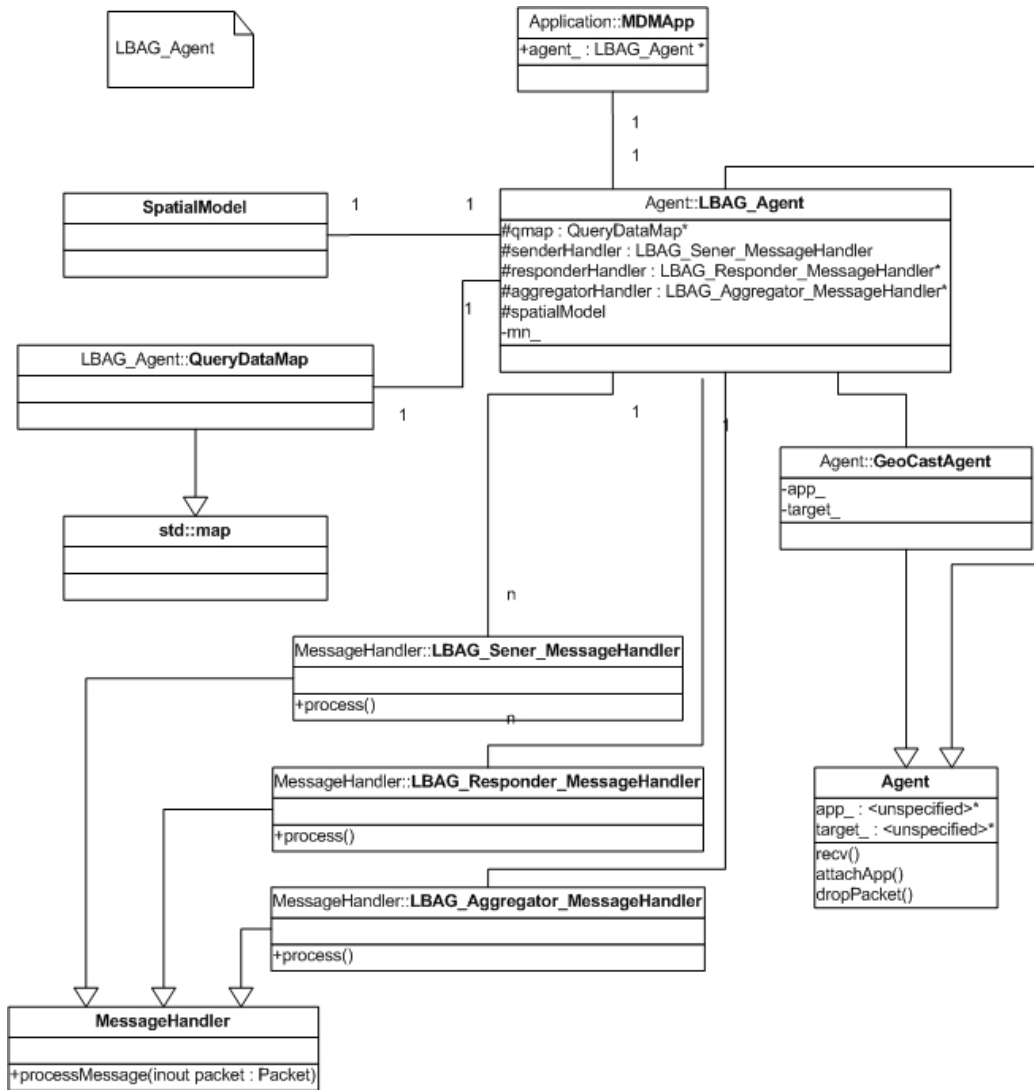 LBAG_Agent
Application::MDMApp
+agent_ : LBAG_Agent *
1
1
Agent::LBAG_Agent
#qmap : QueryDataMap*
#senderHandler : LBAG_Sener_MessageHandler
#responderHandler : LBAG_Responder_MessageHandler*
#aggregatorHandler : LBAG_Aggregator_MessageHandler*
#spatialModel
-mn_
SpatialModel
1
1
1
LBAG_Agent::QueryDataMap
1
1
1
std::map
Agent::GeoCastAgent
-app_
-target_
n
MessageHandler::LBAG_Sener_MessageHandler
+process()
n
MessageHandler::LBAG_Responder_MessageHandler
+process()
Agent
app_ : <unspecified>*
target_ : <unspecified>*
recv()
attachApp()
dropPacket()
MessageHandler::LBAG_Aggregator_MessageHandler
+process()
MessageHandler
+processMessage(inout packet : Packet)